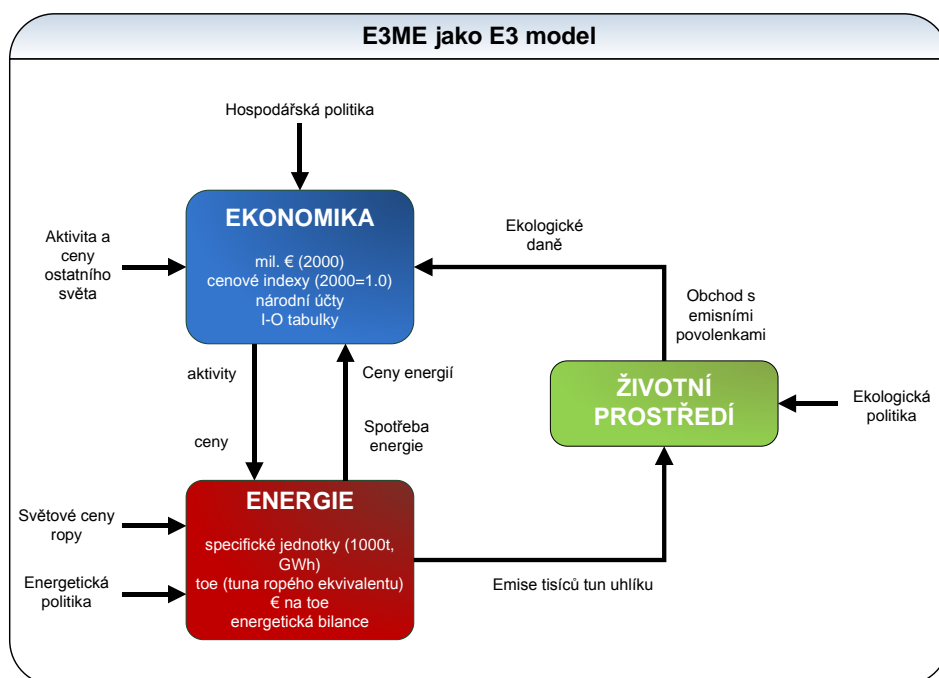 E3ME jako E3 model
Hospodářská politika
EKONOMIKA
mil. € (2000)
cenové indexy (2000=1.0)
národní účty
I-O tabulky
Aktivita a
ceny
ostatního
světa
Ekologické
daně
Obchod s
emisními
povolenkami
aktivity
ceny
Ceny energií
Spotřeba
energie
ŽIVOTNÍ
PROSTŘEDÍ
Ekologická
politika
ENERGIE
specifické jednotky (1000t,
GWh)
toe (tuna ropého ekvivalentu)
€ na toe
energetická bilance
Světové ceny
ropy
Energetická
politika
Emise tisíců tun uhlíku